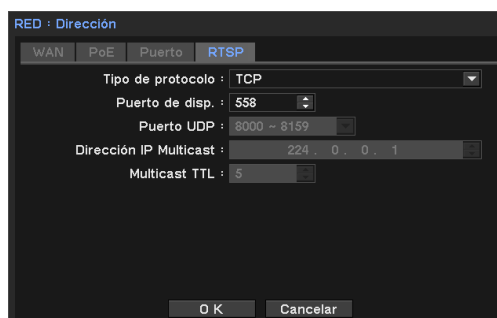 RED : Dirección
WAN PoE Puerto RTSP
Tipo de protocolo : TCP
Puerto de disp. : 558
Puerto UDP : 8000 ~ 8159
Dirección IP Multicast : 224 . 0 . 0 . 1
Multicast TTL : 5
OK Cancelar